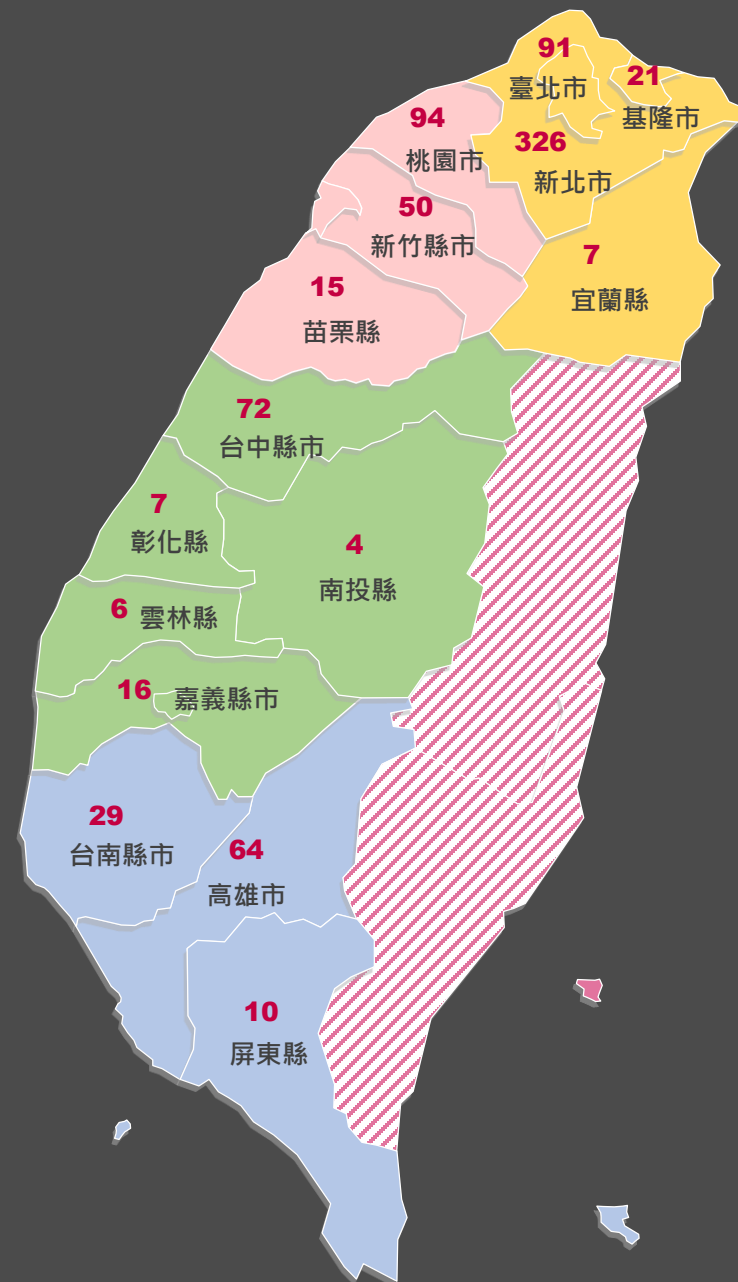 91
臺北市
21
基隆市
94
桃園市
326
新北市
50
新竹縣市
7
宜蘭縣
15
苗栗縣
72
台中縣市
7
彰化縣
4
南投縣
6 雲林縣
16 嘉義縣市
29
台南縣市
64
高雄市
10
屏東縣